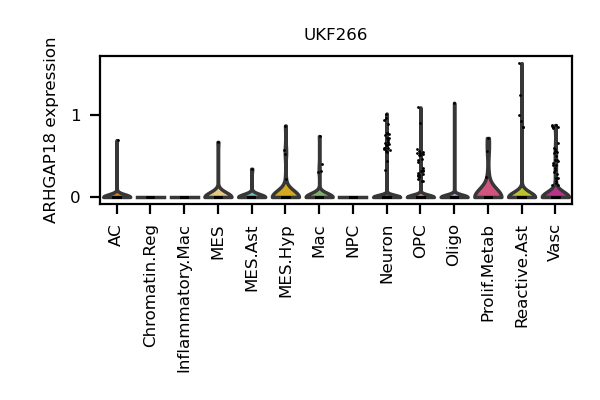 UKF266
ARHGAP18 expression
1
0
AC
Chromatin.Reg
Inflammatory.Mac
MES
MES.Ast
MES.Hyp
Mac
NPC
Neuron
OPC
Oligo
Prolif.Metab
Reactive.Ast
Vasc